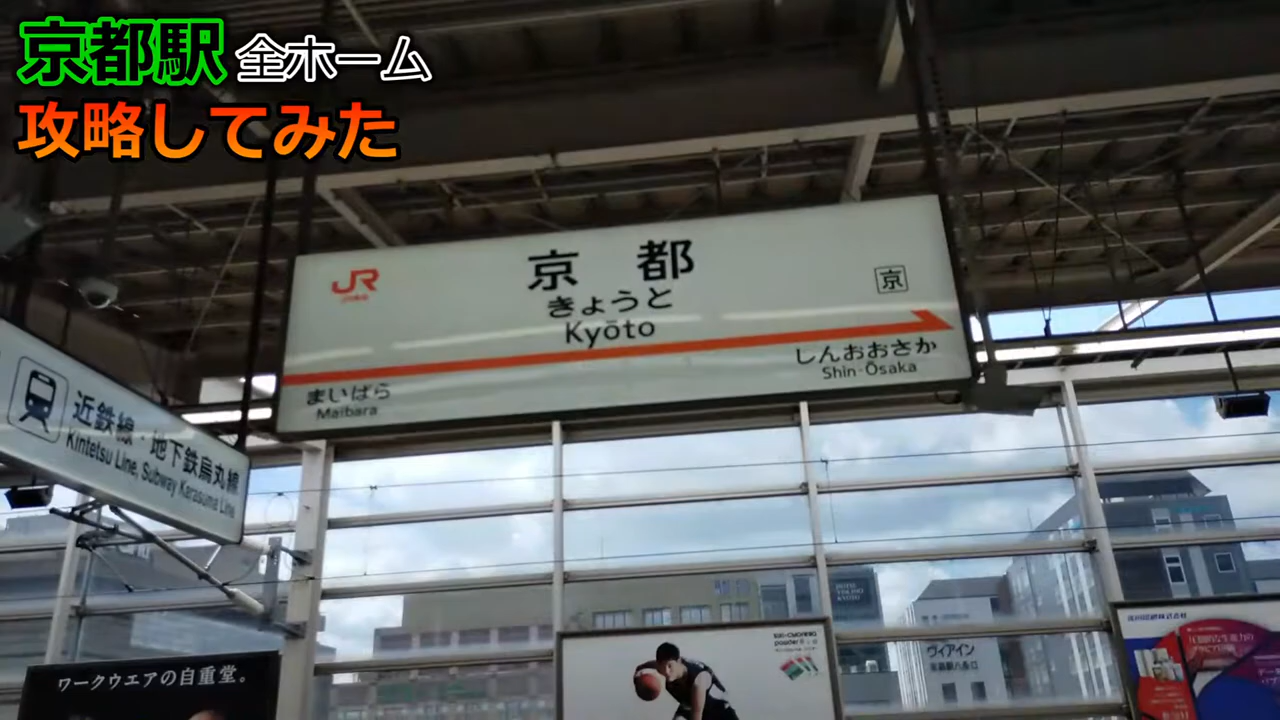 京都駅 全ホーム
攻略してみた
JR
京都
京
きょうと
Kyōto
まいばら
Maibara
しんおおさか
Shin-Ōsaka
近鉄線・地下鉄烏丸線
Kintetsu Line, Subway Karasuma Line
ワークウエアの自重堂。
ヴィアイン